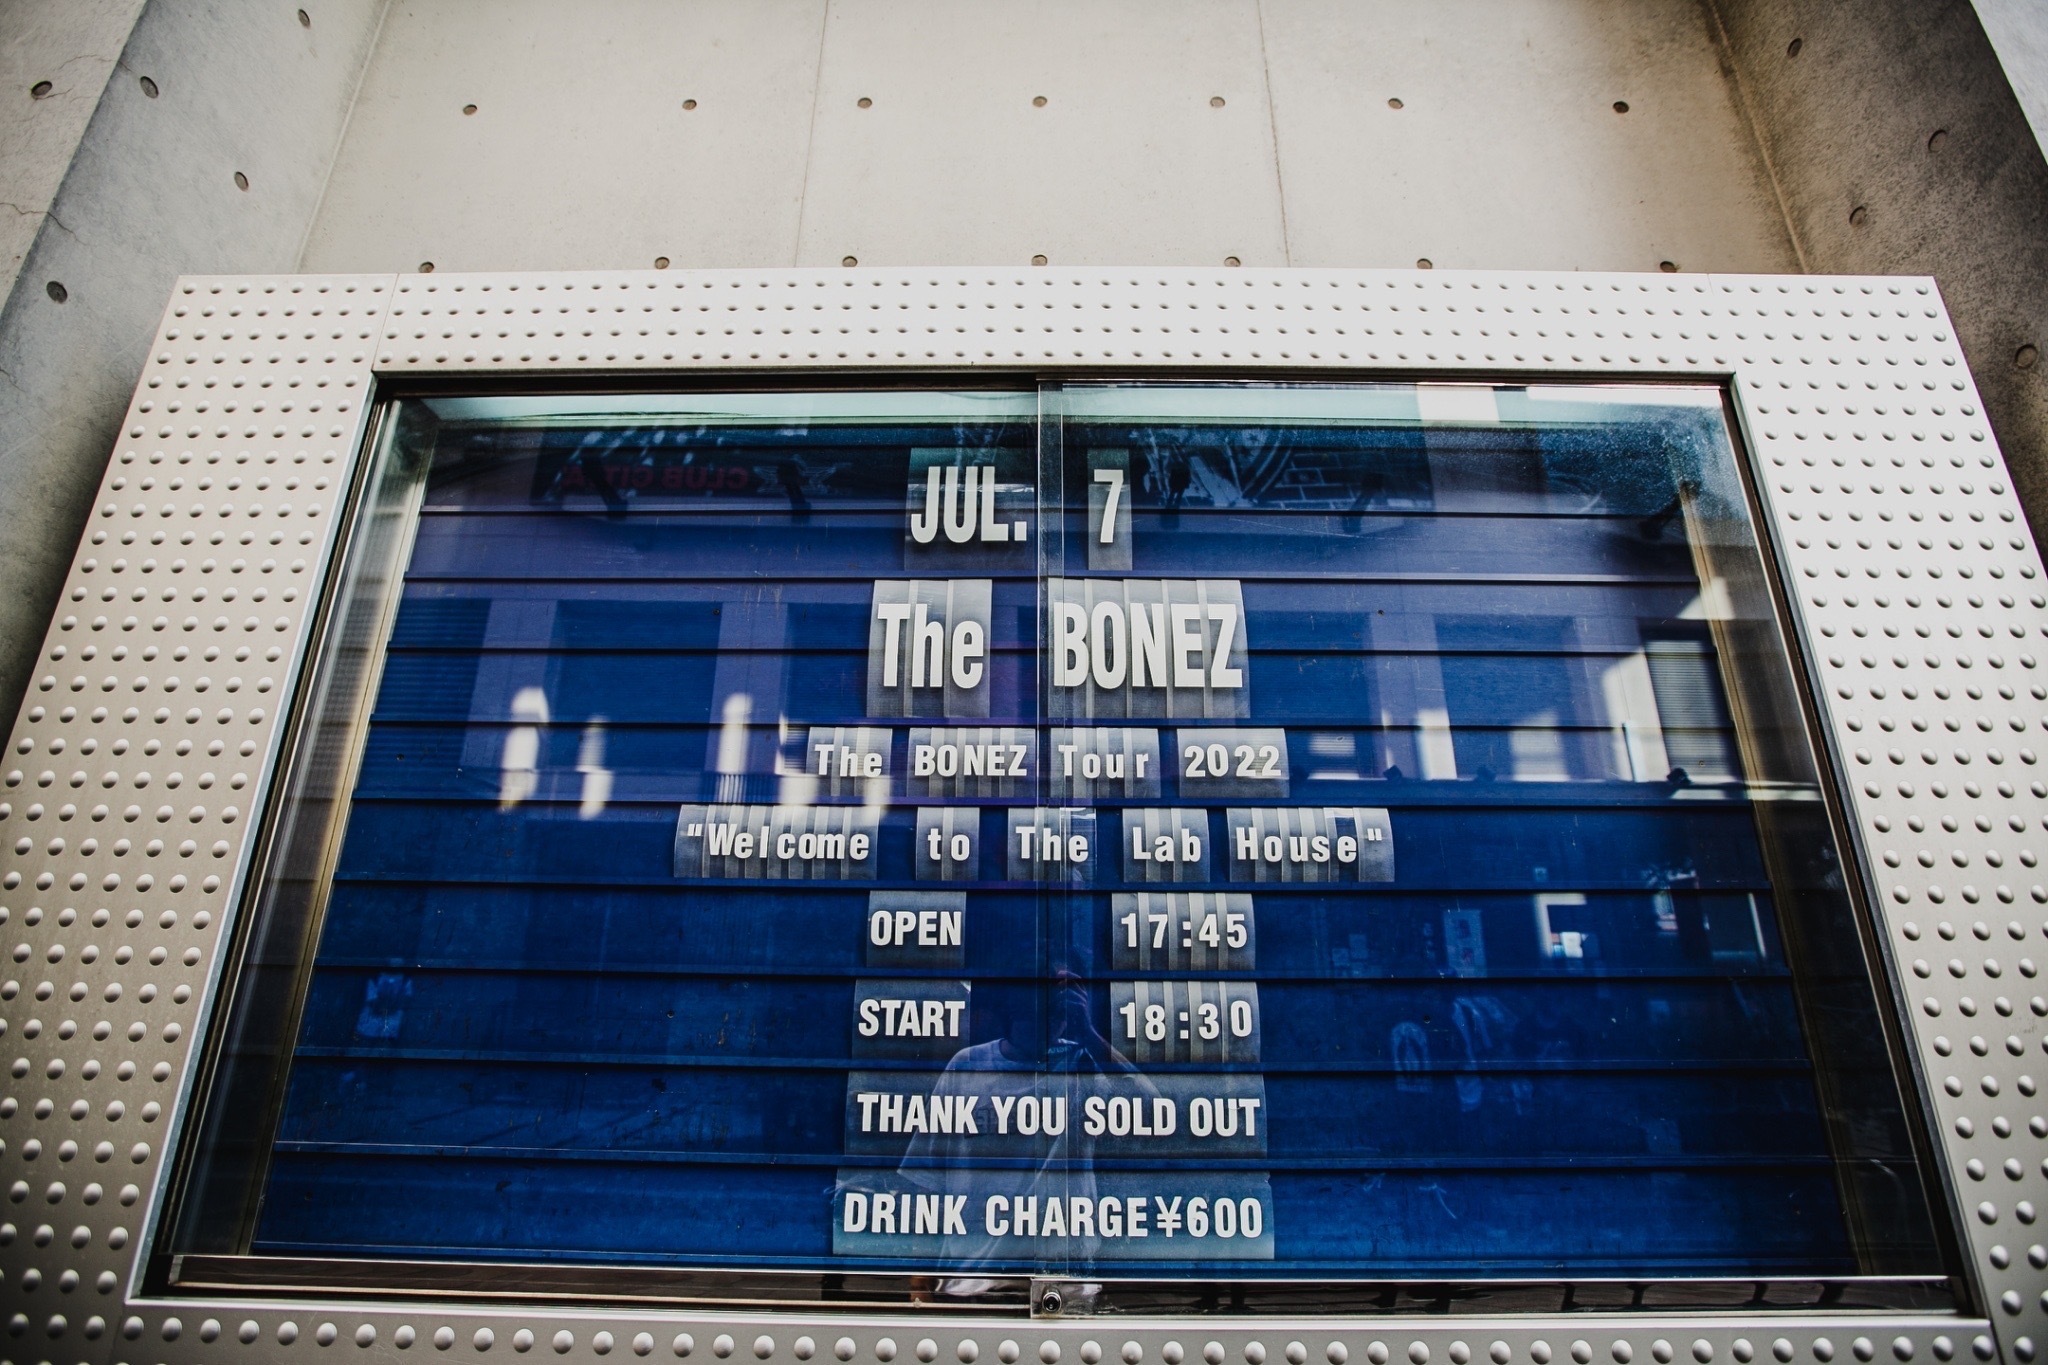 JUL. 7
The BONEZ
The BONEZ Tour 2022
"Welcome to The Lab House"
OPEN 17:45
START 18:30
THANK YOU SOLD OUT
DRINK CHARGE ¥600